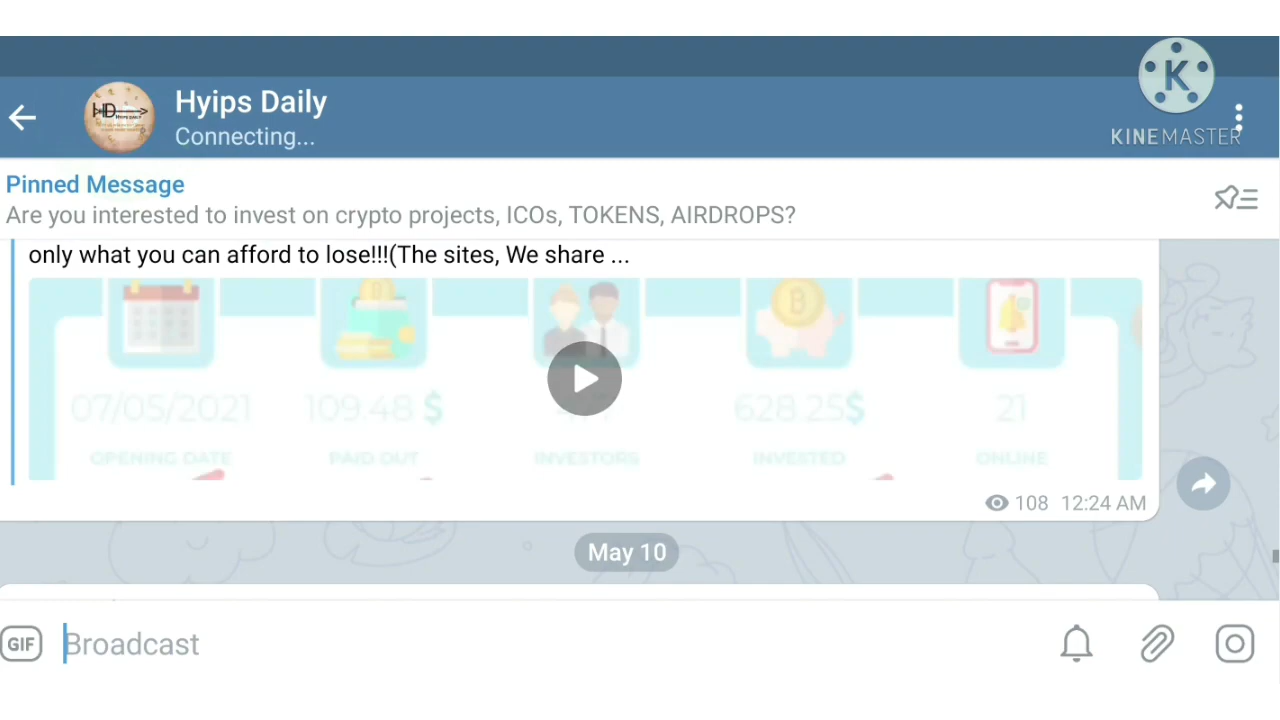 Hyips Daily
Connecting...
KINEMASTER
Pinned Message
Are you interested to invest on crypto projects, ICOs, TOKENS, AIRDROPS?
only what you can afford to lose!!!(The sites, We share ...
07/05/2021 109.48 $ 628.25$ 21
OPENING DATE PAID OUT INVESTORS INVESTED ONLINE
108 12:24 AM
May 10
GIF Broadcast